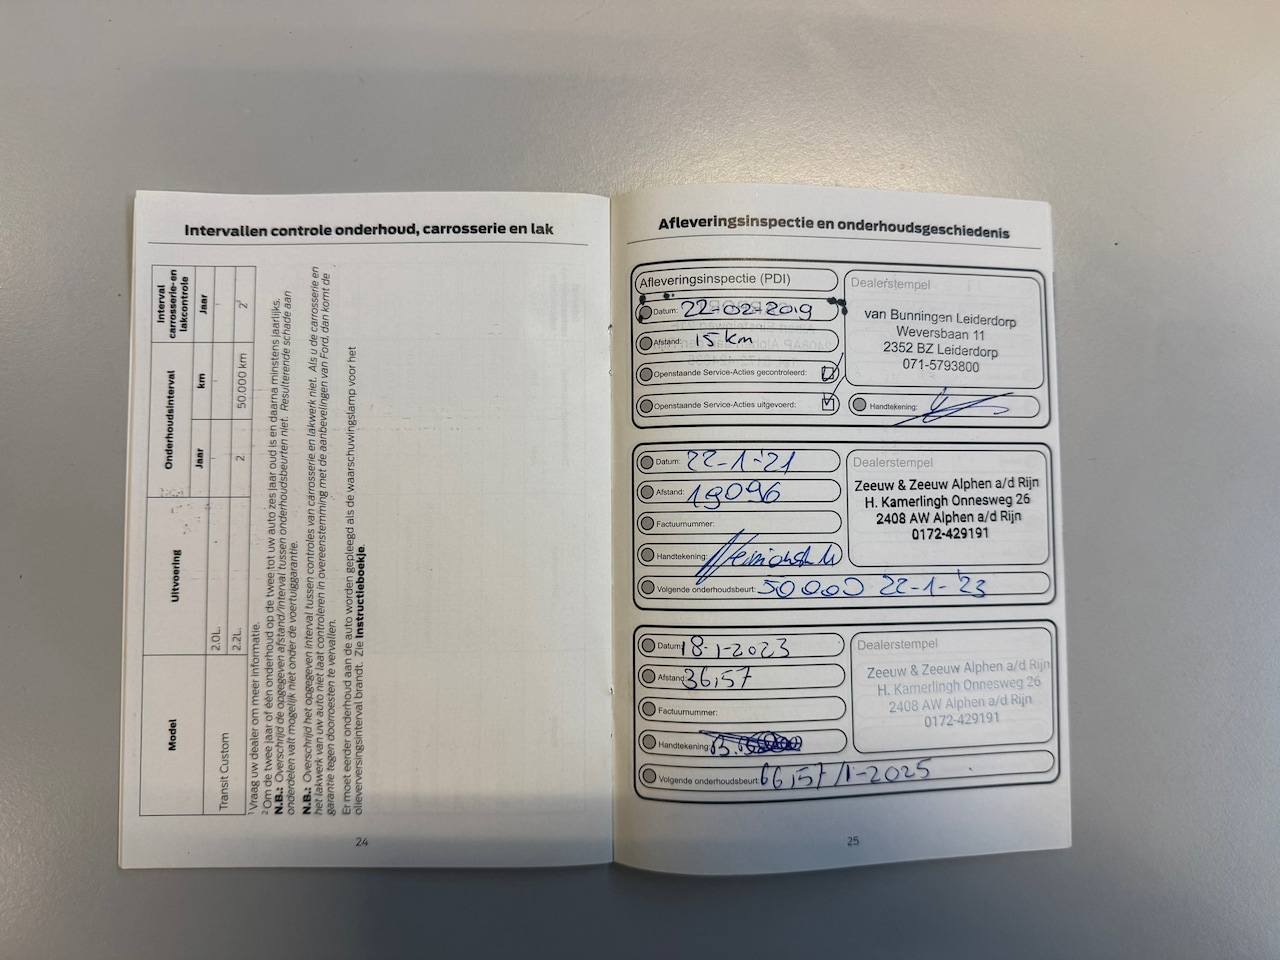 Intervallen controle onderhoud, carrosserie en lak
Model
Uitvoering
Onderhoudsinterval
Interval carrosserie- en lakcontrole
Jaar
km
Jaar
Transit Custom
2.0L.
-
-
-
2.2L.
2
50.000 km
2¹
¹ Vraag uw dealer om meer informatie.
² Om de twee jaar of één onderhoud op de twee tot uw auto zes jaar oud is en daarna minstens jaarlijks.
N.B.: Overschrijd de opgegeven afstand/interval tussen onderhoudsbeurten niet. Resulterende schade aan
onderdelen valt mogelijk niet onder de voertuiggarantie.
N.B.: Overschrijd het opgegeven interval tussen controles van carrosserie en lakwerk niet. Als u de carrosserie en
het lakwerk van uw auto niet laat controleren in overeenstemming met de aanbevelingen van Ford, dan komt de
garantie tegen doorroesten te vervallen.
Er moet eerder onderhoud aan de auto worden gepleegd als de waarschuwingslamp voor het
olieverversingsinterval brandt. Zie Instructieboekje.
24
Afleveringsinspectie en onderhoudsgeschiedenis
Afleveringsinspectie (PDI)
Datum: 22-02-2019
Afstand: 15 km
Openstaande Service-Acties gecontroleerd:
Openstaande Service-Acties uitgevoerd:
Dealerstempel
van Bunningen Leiderdorp
Weversbaan 11
2352 BZ Leiderdorp
071-5793800
Handtekening:
Datum: 22-1-'21
Afstand: 19096
Factuurnummer:
Handtekening:
Volgende onderhoudsbeurt: 50000 22-1-'23
Dealerstempel
Zeeuw & Zeeuw Alphen a/d Rijn
H. Kamerlingh Onnesweg 26
2408 AW Alphen a/d Rijn
0172-429191
Datum: 18-1-2023
Afstand: 36157
Factuurnummer:
Handtekening:
Volgende onderhoudsbeurt: 66157 / 1-2025
Dealerstempel
Zeeuw & Zeeuw Alphen a/d Rijn
H. Kamerlingh Onnesweg 26
2408 AW Alphen a/d Rijn
0172-429191
25